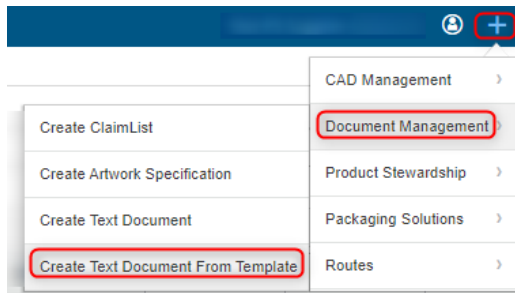 CAD Management
Document Management
Product Stewardship
Packaging Solutions
Routes
Create ClaimList
Create Artwork Specification
Create Text Document
Create Text Document From Template